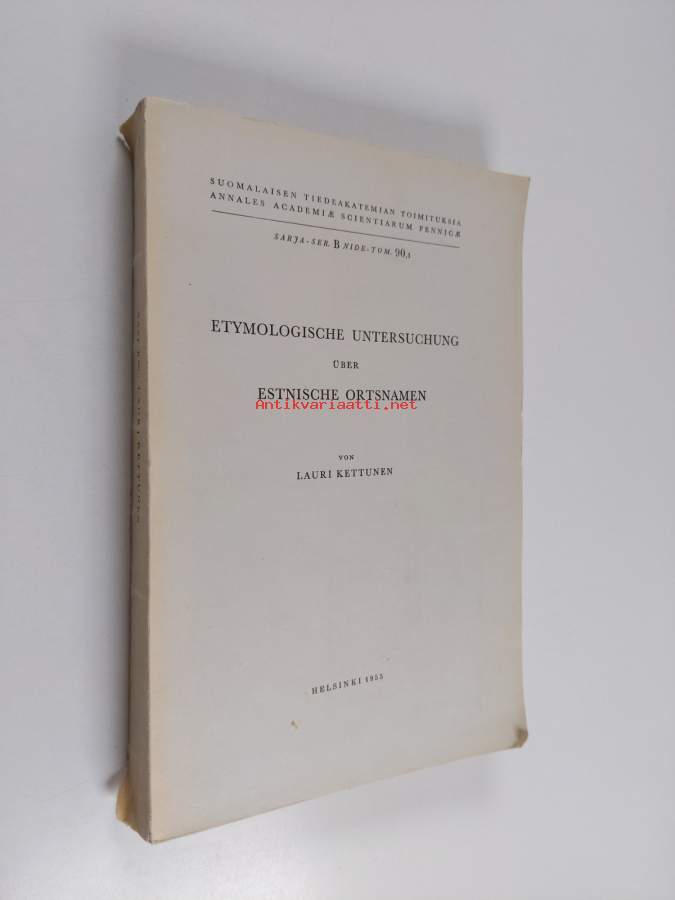 SUOMALAISEN TIEDEAKATEMIAN TOIMITUKSIA
ANNALES ACADEMIÆ SCIENTIARUM FENNICÆ
SARJA-SER. B NIDE-TOM. 90,1
ETYMOLOGISCHE UNTERSUCHUNG
ÜBER
ESTNISCHE ORTSNAMEN
Antikvariaatti.net
VON
LAURI KETTUNEN
HELSINKI 1955